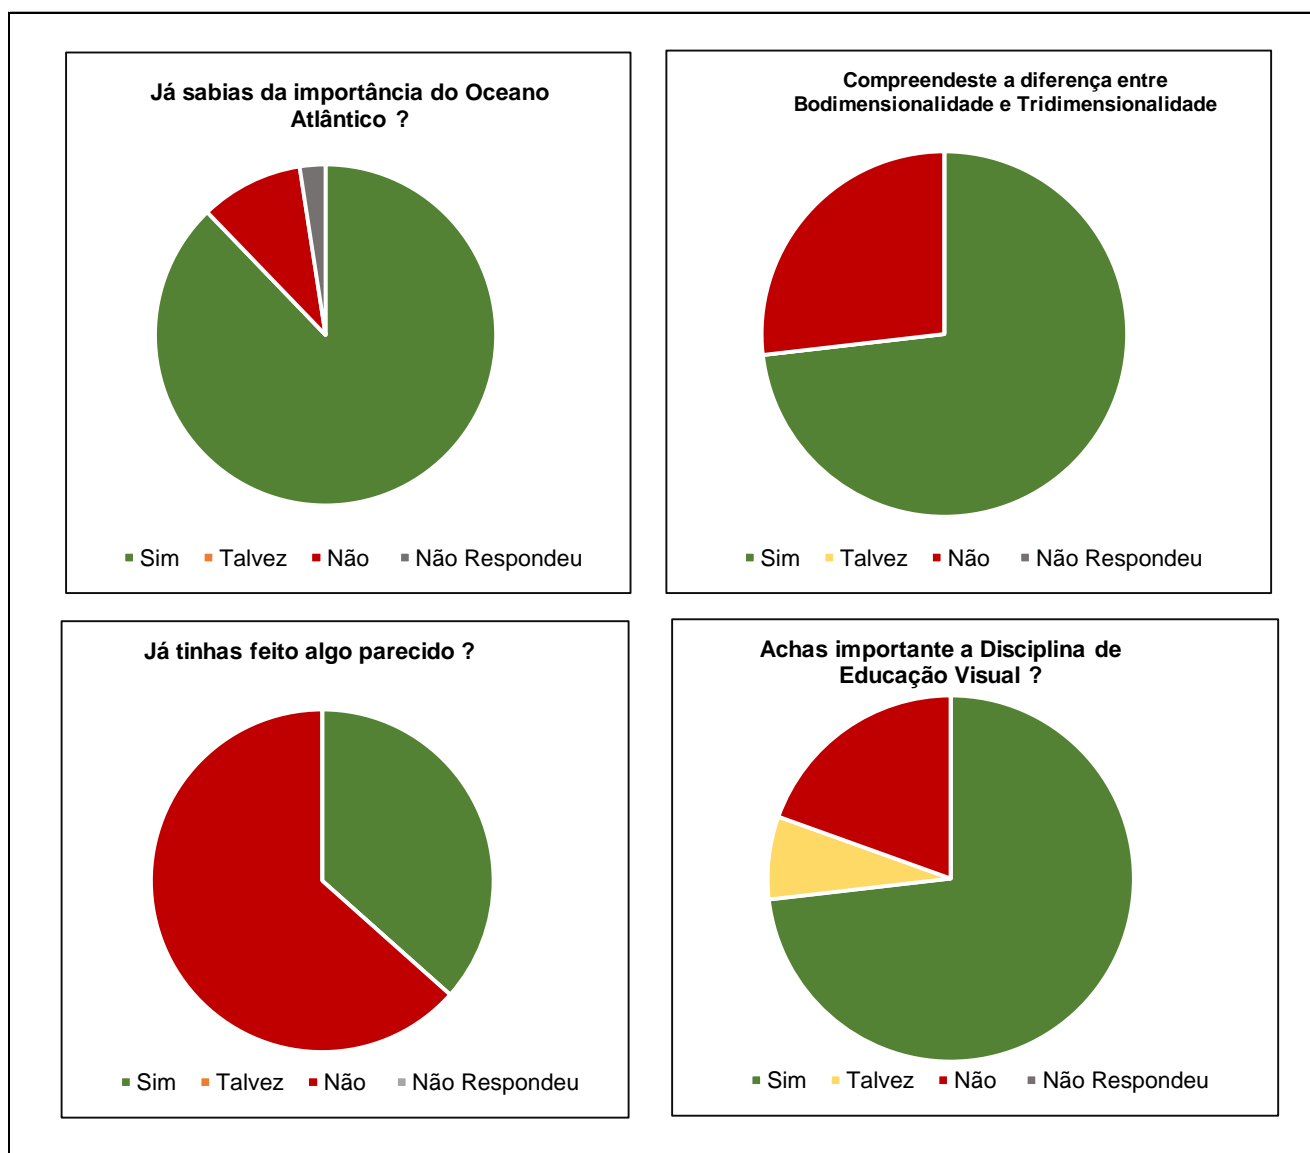 Já sabias da importância do Oceano
Atlântico ?
Sim Talvez Não Não Respondeu
Compreendeste a diferença entre
Bodimensionalidade e Tridimensionalidade
Sim Talvez Não Não Respondeu
Já tinhas feito algo parecido ?
Sim Talvez Não Não Respondeu
Achas importante a Disciplina de
Educação Visual ?
Sim Talvez Não Não Respondeu